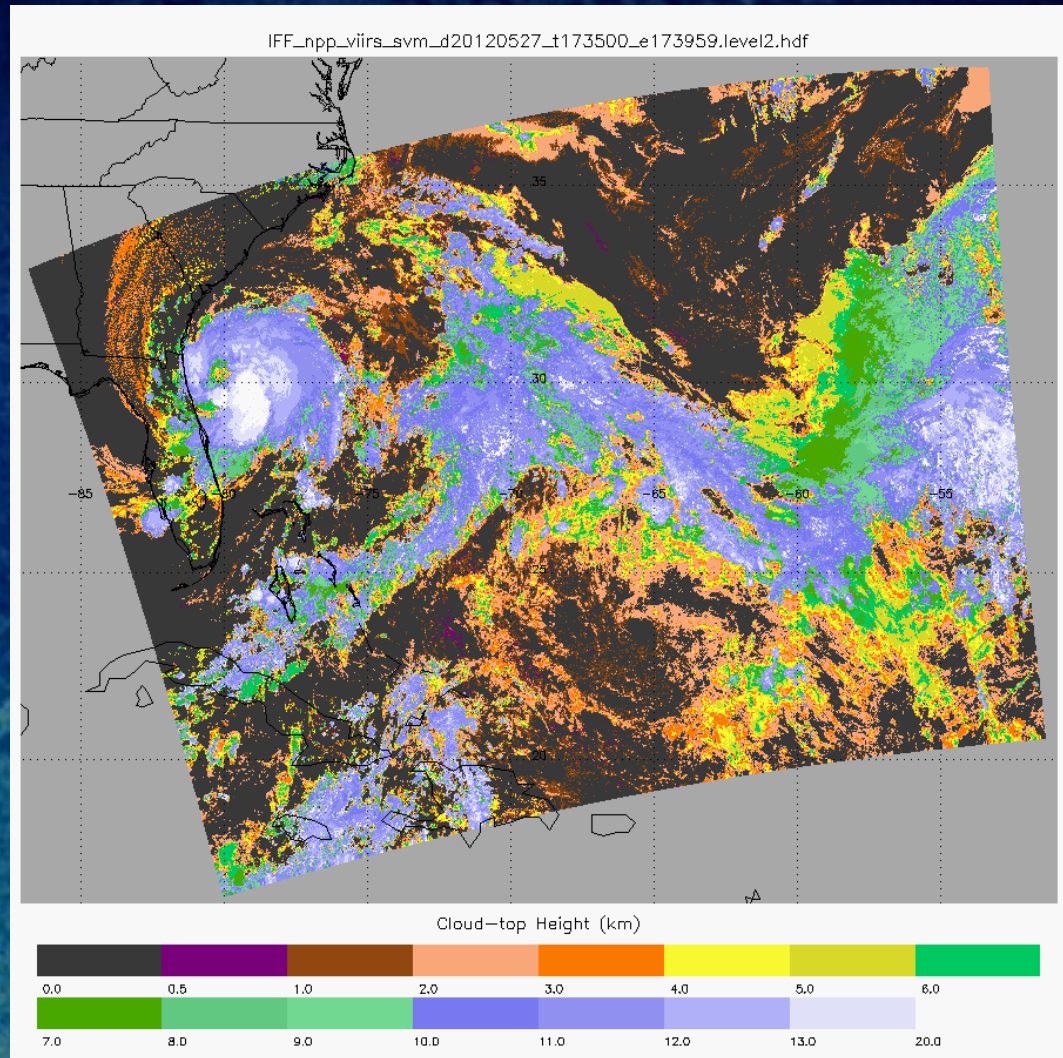 IFF_npp_viirs_svm_d20120527_t173500_e173959.level2.hdf
35
30
-85 -80 -75 -70 -65 -60 -55
25
20
Cloud-top Height (km)
0.0 0.5 1.0 2.0 3.0 4.0 5.0 6.0
7.0 8.0 9.0 10.0 11.0 12.0 13.0 20.0